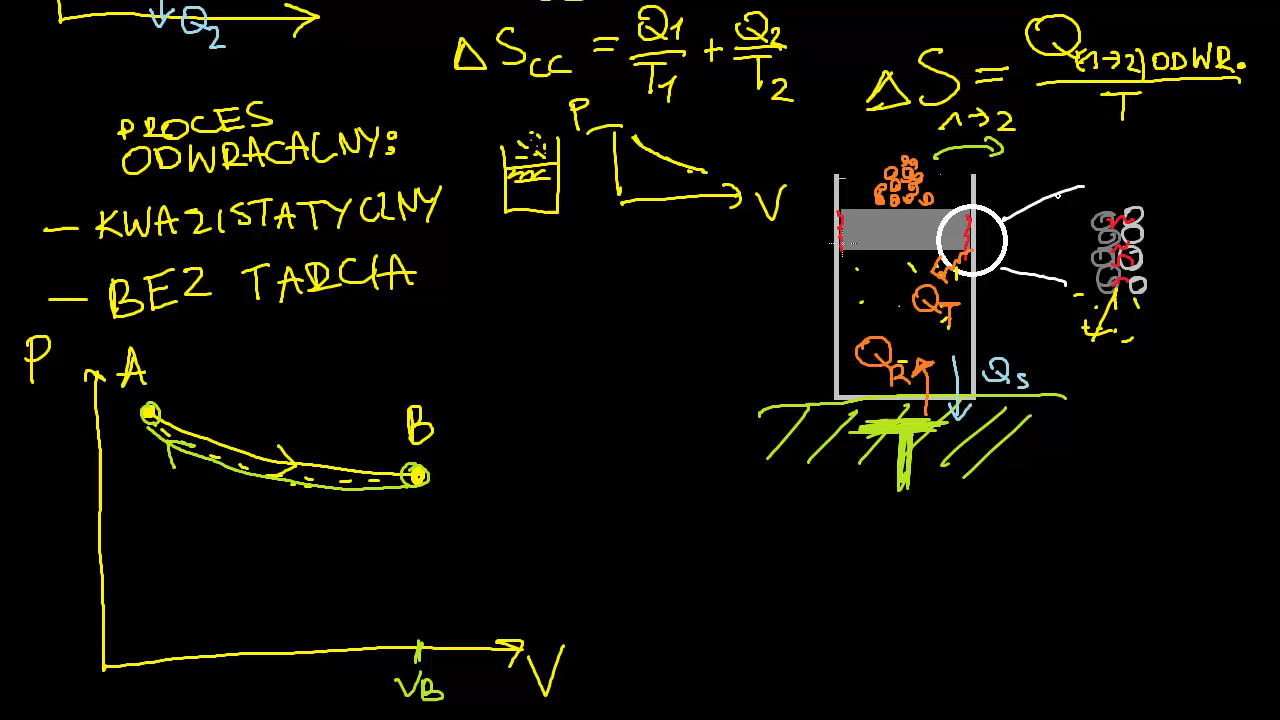 Q2
ΔScc = Q1/T1 + Q2/T2
ΔS1→2 = Q(1→2) ODWR. / T
PROCES
ODWRACALNY:
– KWAZISTATYCZNY
– BEZ TARCIA
P
V
QT
QR
Qs
P
A
B
VB
V